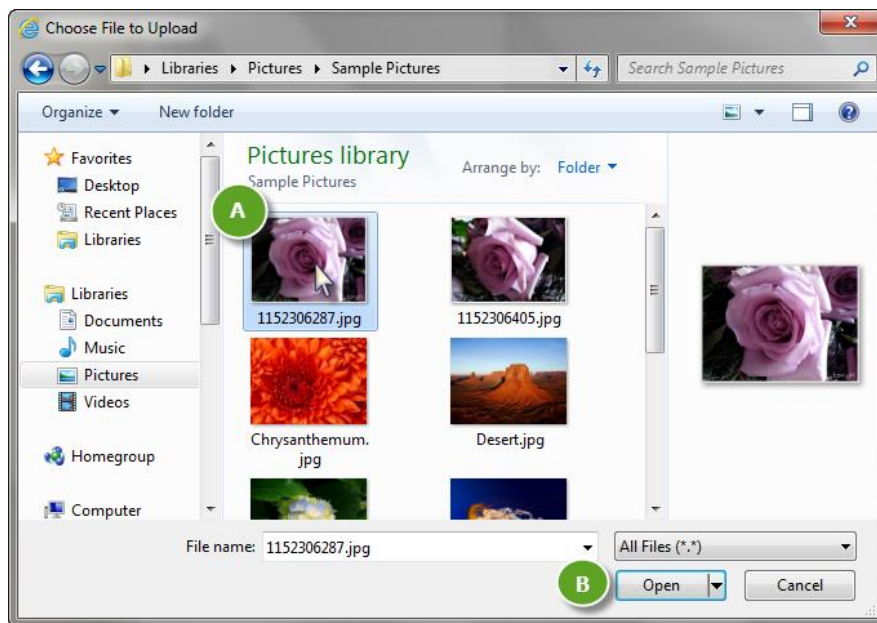 Choose File to Upload
Libraries Pictures Sample Pictures
Search Sample Pictures
Organize
New folder
Favorites
Desktop
Recent Places
Libraries
Libraries
Documents
Music
Pictures
Videos
Homegroup
Computer
Pictures library
Sample Pictures
Arrange by: Folder
A
1152306287.jpg
1152306405.jpg
Chrysanthemum.
jpg
Desert.jpg
File name: 1152306287.jpg
All Files (*.*)
B
Open
Cancel